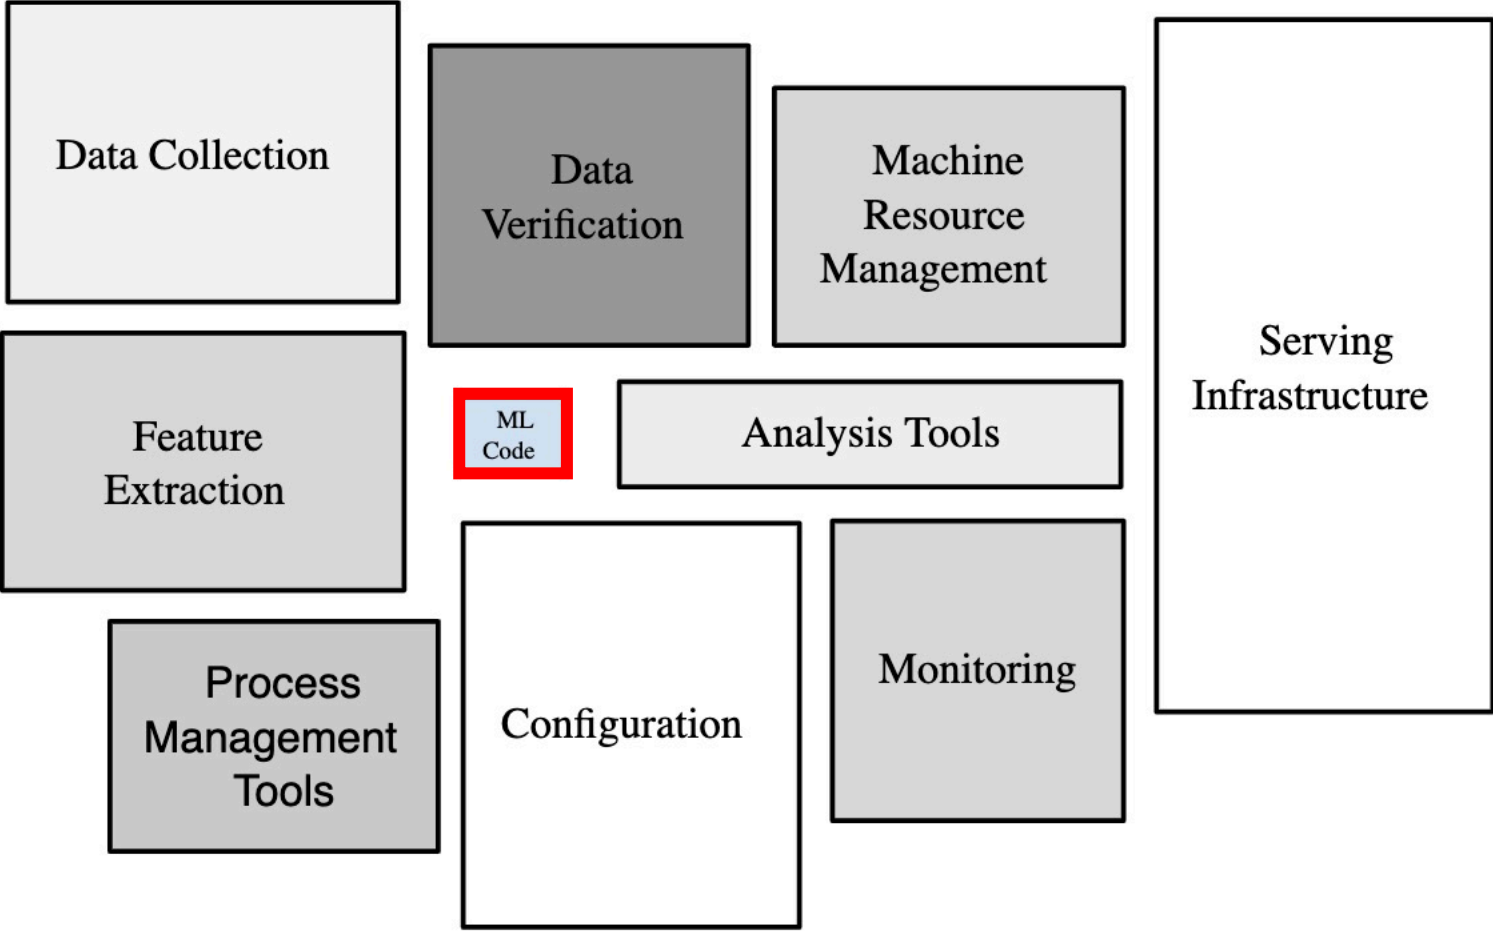 Data Collection
Data
Verification
Machine
Resource
Management
Serving
Infrastructure
Feature
Extraction
ML
Code
Analysis Tools
Process
Management
Tools
Configuration
Monitoring